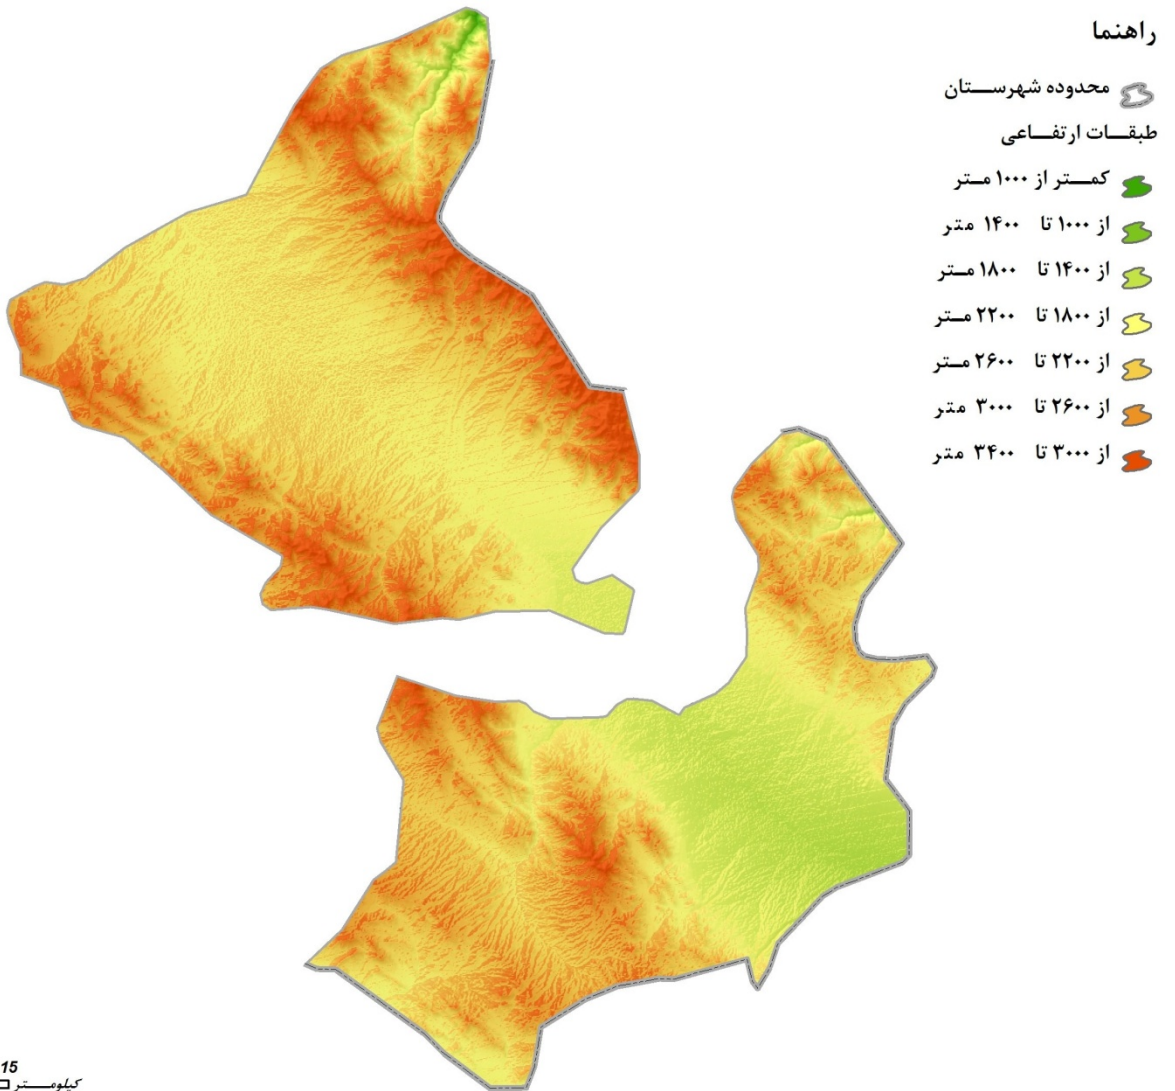 راهنما
محدوده شهرستان
طبقات ارتفاعی
کمتر از ۱۰۰۰ متر
از ۱۰۰۰ تا ۱۴۰۰ متر
از ۱۴۰۰ تا ۱۸۰۰ متر
از ۱۸۰۰ تا ۲۲۰۰ متر
از ۲۲۰۰ تا ۲۶۰۰ متر
از ۲۶۰۰ تا ۳۰۰۰ متر
از ۳۰۰۰ تا ۳۴۰۰ متر
15
کیلومتر